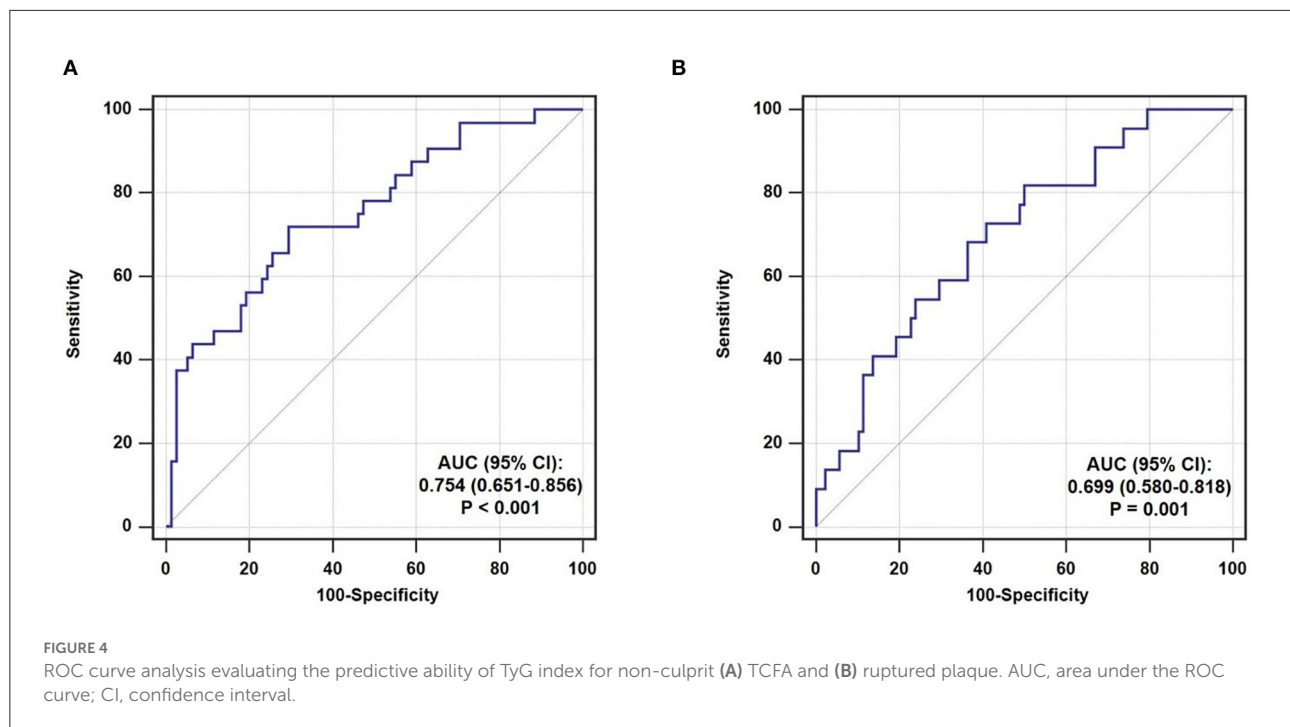 A
B
100
80
60
40
20
0
Sensitivity
0 20 40 60 80 100
100-Specificity
AUC (95% CI):
0.754 (0.651-0.856)
P < 0.001
100
80
60
40
20
0
Sensitivity
0 20 40 60 80 100
100-Specificity
AUC (95% CI):
0.699 (0.580-0.818)
P = 0.001
FIGURE 4
ROC curve analysis evaluating the predictive ability of TyG index for non-culprit (A) TCFA and (B) ruptured plaque. AUC, area under the ROC
curve; CI, confidence interval.